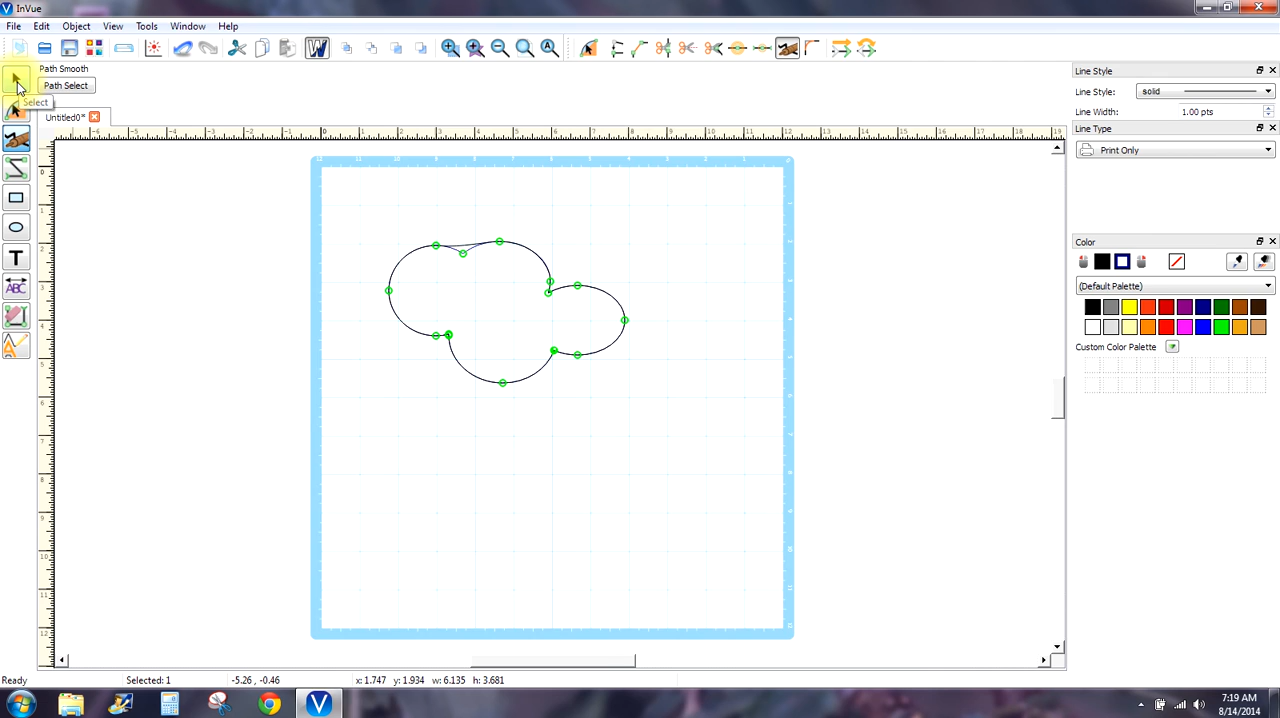 InVue
File Edit Object View Tools Window Help
Path Smooth
Path Select
Select
Untitled0*
Line Style
Line Style: solid
Line Width: 1.00 pts
Line Type
Print Only
Color
(Default Palette)
Custom Color Palette
T
ABC
Ready Selected: 1 -5.26 , -0.46 x: 1.747 y: 1.934 w: 6.135 h: 3.681
7:19 AM
8/14/2014